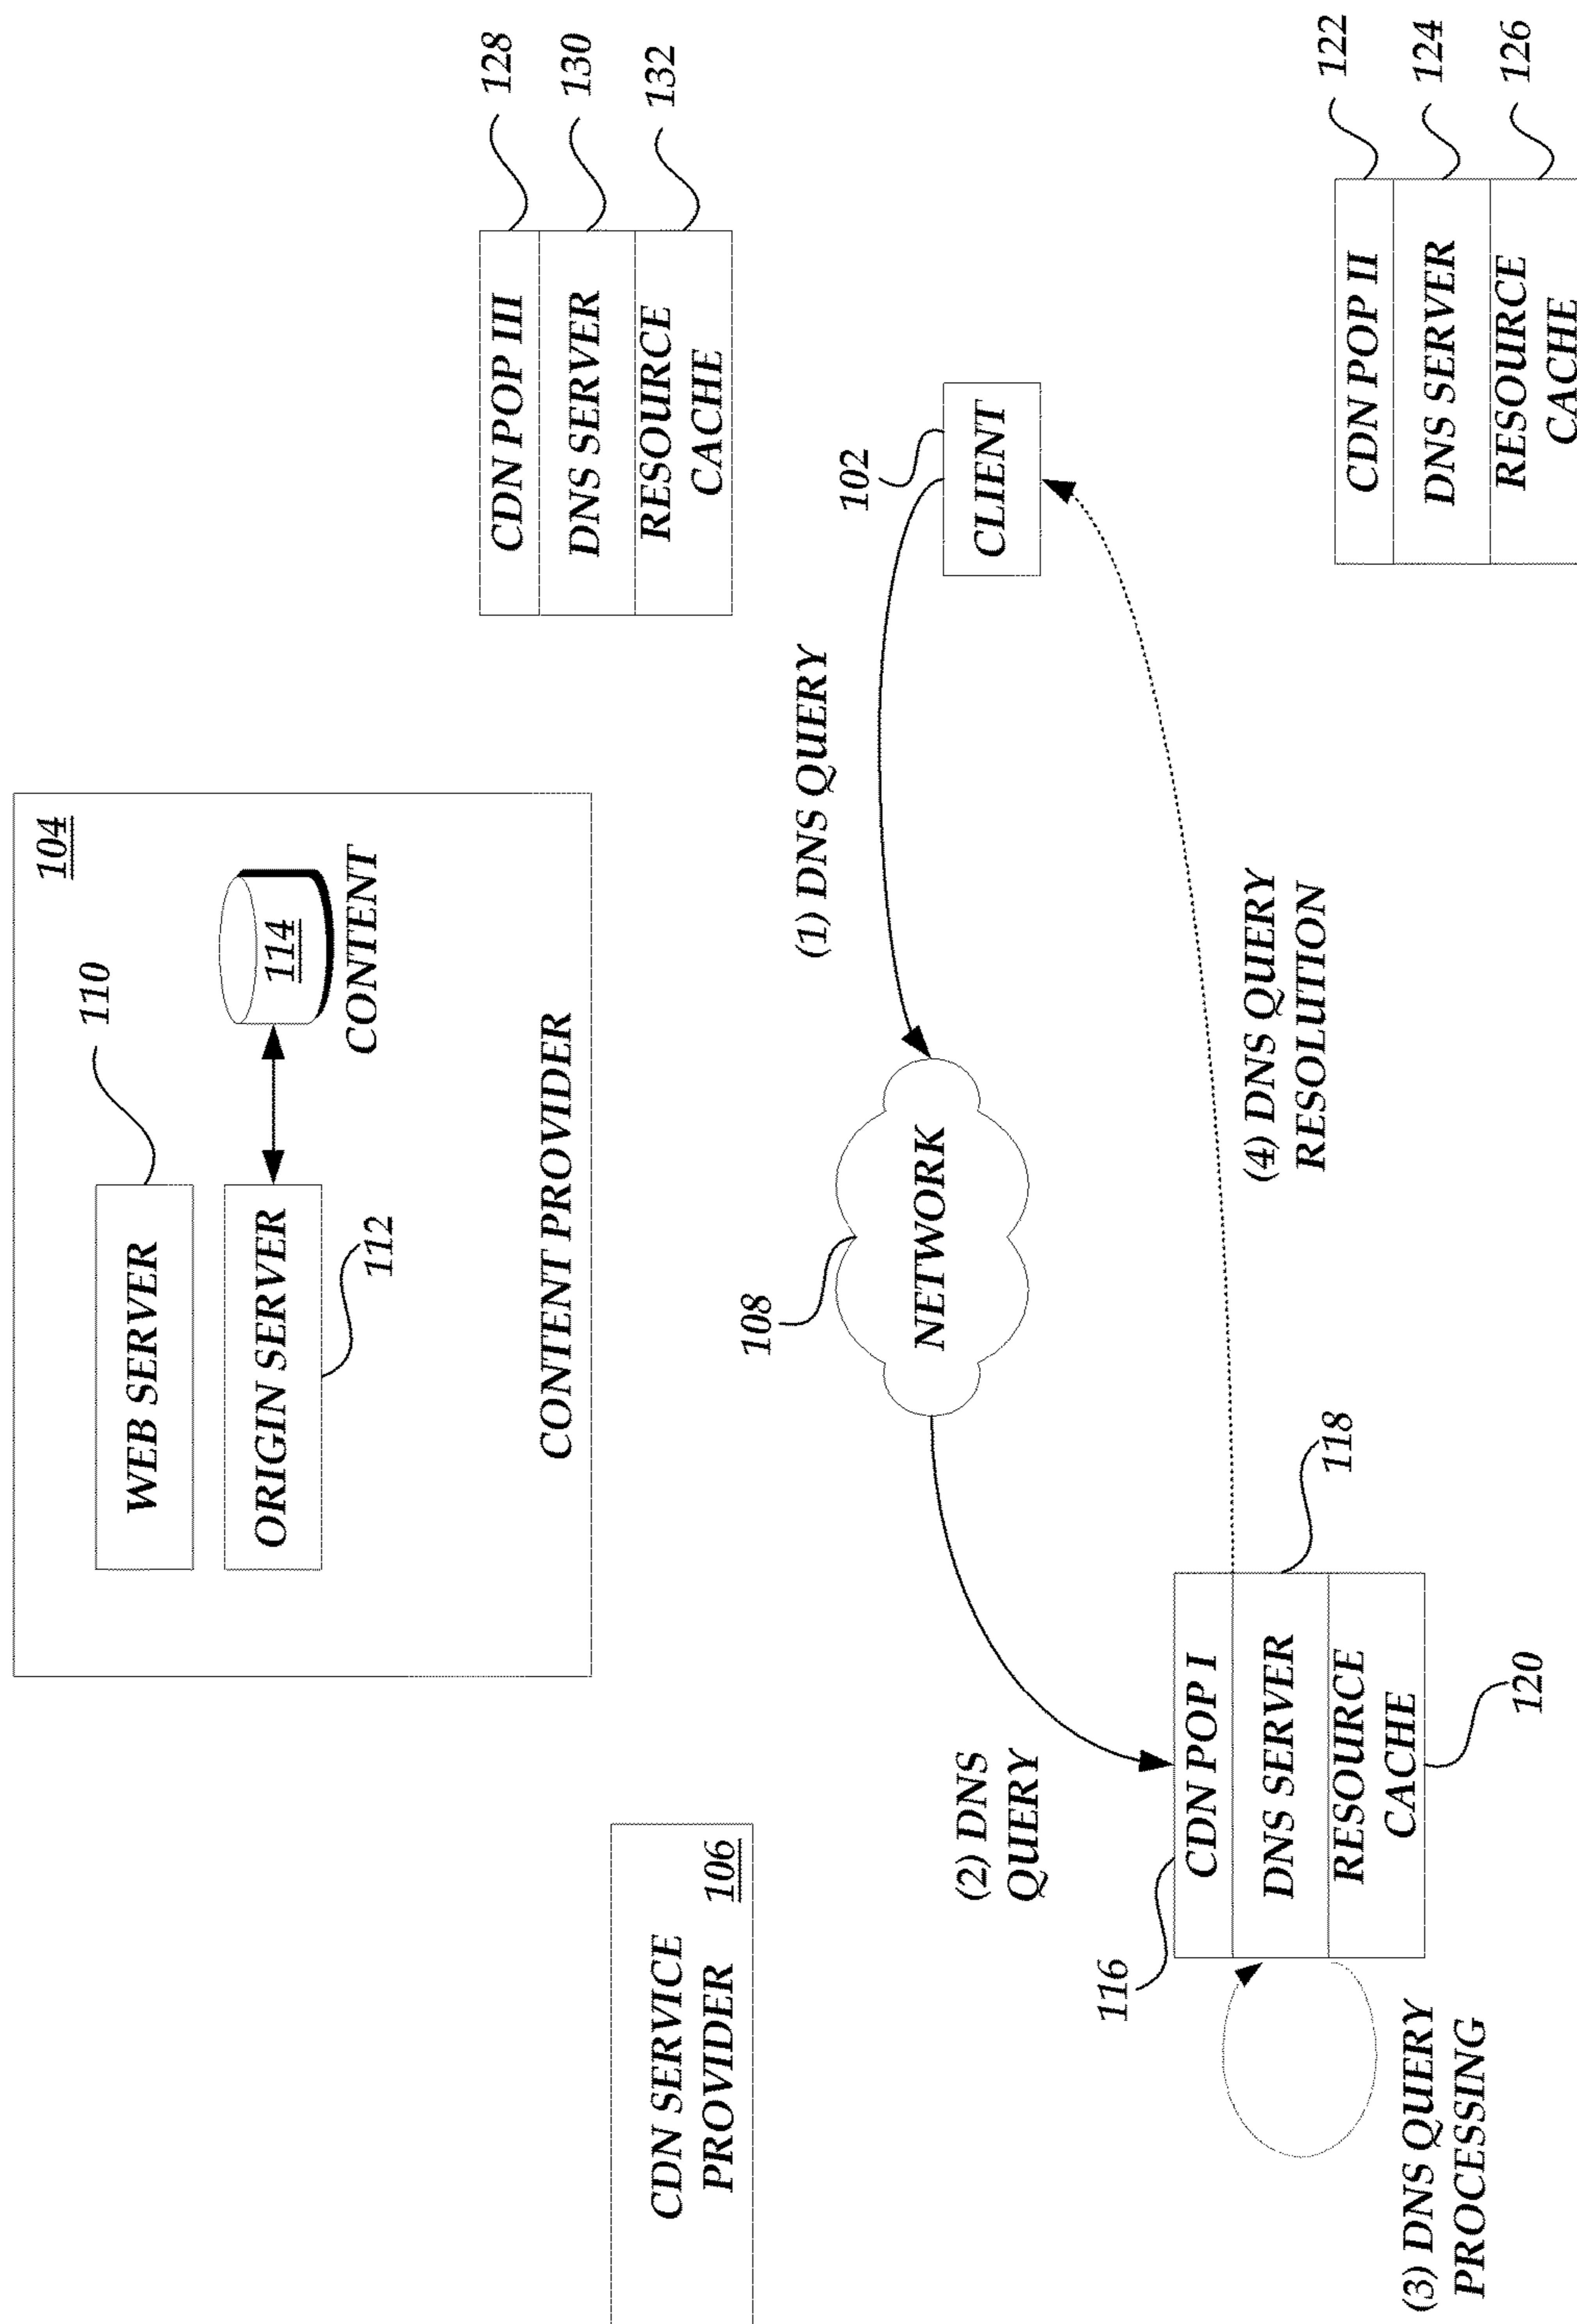 CDN SERVICE
PROVIDER 106
104
WEB SERVER
110
ORIGIN SERVER
114
CONTENT
112
CONTENT PROVIDER
CDN POP III
DNS SERVER
RESOURCE
CACHE
128
130
132
108
NETWORK
(1) DNS QUERY
102
CLIENT
(2) DNS
QUERY
116
CDN POP I
DNS SERVER
RESOURCE
CACHE
118
120
(3) DNS QUERY
PROCESSING
(4) DNS QUERY
RESOLUTION
CDN POP II
DNS SERVER
RESOURCE
CACHE
122
124
126